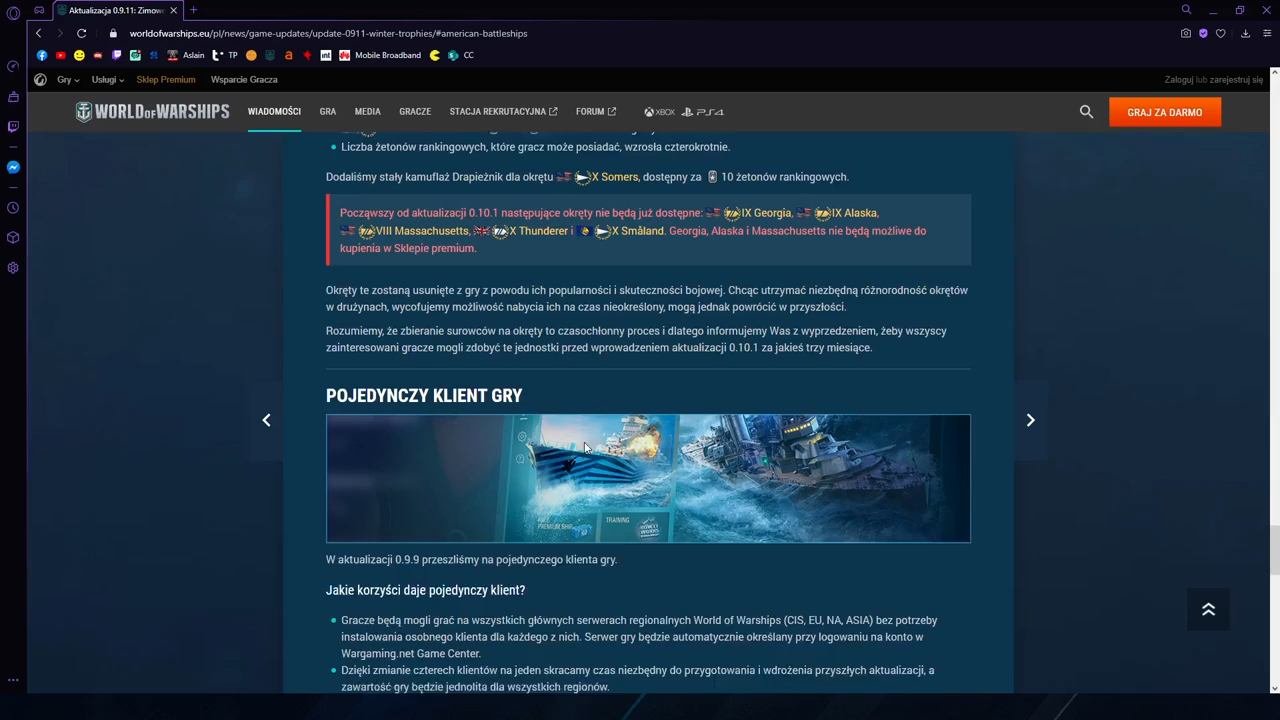 Aktualizacja 0.9.11: Zimow
worldofwarships.eu/pl/news/game-updates/update-0911-winter-trophies/#american-battleships
Aslain TP int Mobile Broadband CC
Gry Usługi Sklep Premium Wsparcie Gracza Zaloguj lub zarejestruj się
WORLD OF WARSHIPS WIADOMOŚCI GRA MEDIA GRACZE STACJA REKRUTACYJNA FORUM XBOX PS4 GRAJ ZA DARMO
Liczba żetonów rankingowych, które gracz może posiadać, wzrosła czterokrotnie.
Dodaliśmy stały kamuflaż Drapieżnik dla okrętu X Somers, dostępny za 10 żetonów rankingowych.
Począwszy od aktualizacji 0.10.1 następujące okręty nie będą już dostępne: IX Georgia, IX Alaska,
VIII Massachusetts, X Thunderer i X Småland. Georgia, Alaska i Massachusetts nie będą możliwe do
kupienia w Sklepie premium.
Okręty te zostaną usunięte z gry z powodu ich popularności i skuteczności bojowej. Chcąc utrzymać niezbędną różnorodność okrętów
w drużynach, wycofujemy możliwość nabycia ich na czas nieokreślony, mogą jednak powrócić w przyszłości.
Rozumiemy, że zbieranie surowców na okręty to czasochłonny proces i dlatego informujemy Was z wyprzedzeniem, żeby wszyscy
zainteresowani gracze mogli zdobyć te jednostki przed wprowadzeniem aktualizacji 0.10.1 za jakieś trzy miesiące.
POJEDYNCZY KLIENT GRY
TRAINING
W aktualizacji 0.9.9 przeszliśmy na pojedynczego klienta gry.
Jakie korzyści daje pojedynczy klient?
Gracze będą mogli grać na wszystkich głównych serwerach regionalnych World of Warships (CIS, EU, NA, ASIA) bez potrzeby
instalowania osobnego klienta dla każdego z nich. Serwer gry będzie automatycznie określany przy logowaniu na konto w
Wargaming.net Game Center.
Dzięki zmianie czterech klientów na jeden skracamy czas niezbędny do przygotowania i wdrożenia przyszłych aktualizacji, a
zawartość gry będzie jednolita dla wszystkich regionów.